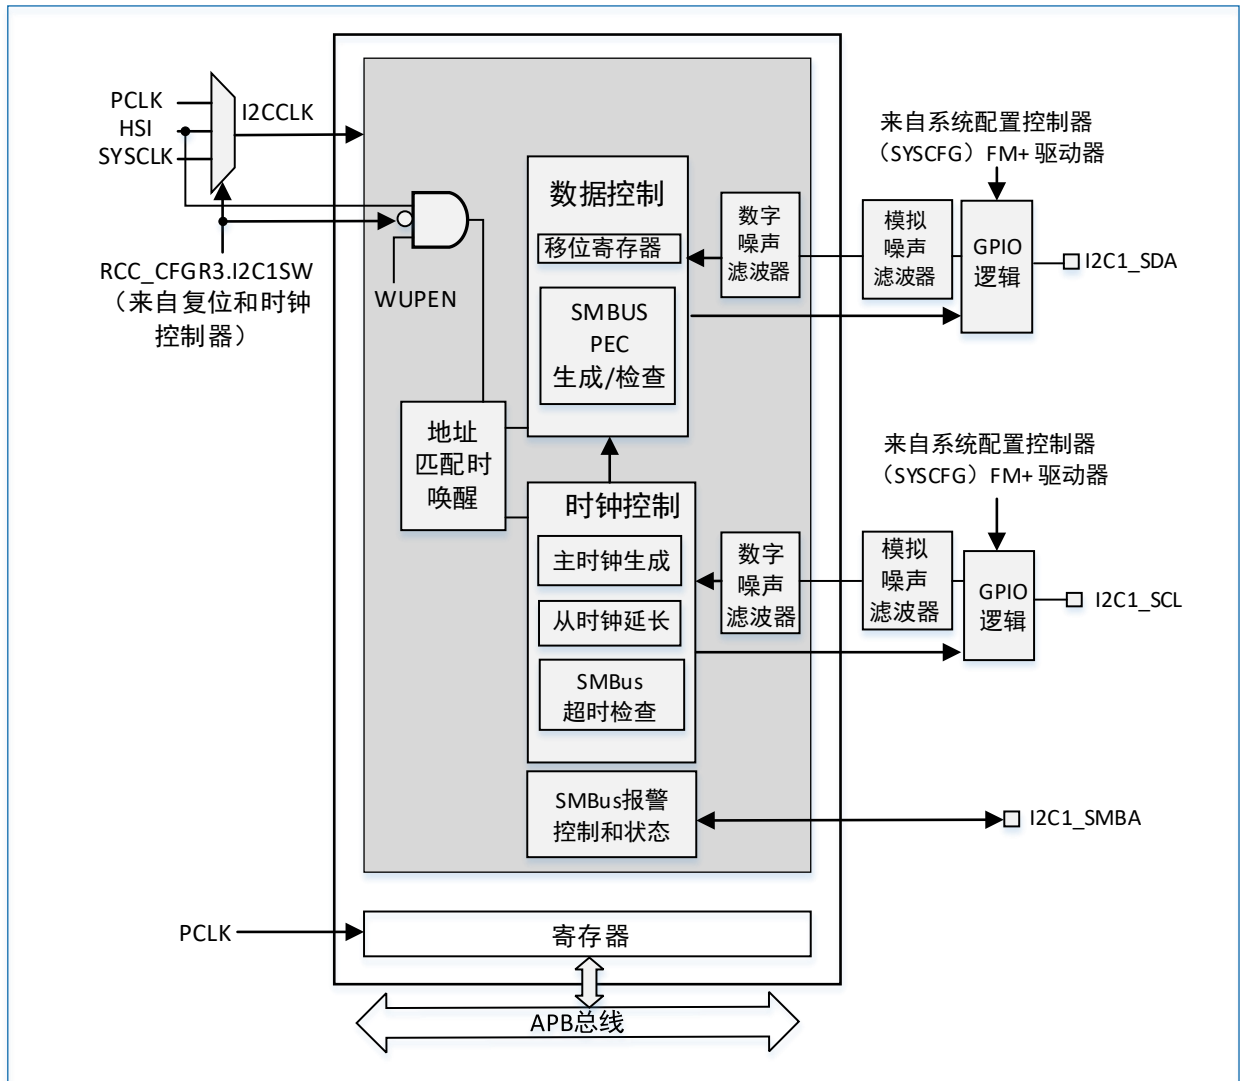 PCLK
HSI
SYSCLK
I2CCLK
RCC_CFGR3.I2C1SW
（来自复位和时钟
控制器）
WUPEN
地址
匹配时
唤醒
数据控制
移位寄存器
SMBUS
PEC
生成/检查
数字
噪声
滤波器
模拟
噪声
滤波器
来自系统配置控制器
（SYSCFG）FM+ 驱动器
GPIO
逻辑
I2C1_SDA
时钟控制
主时钟生成
从时钟延长
SMBus
超时检查
数字
噪声
滤波器
模拟
噪声
滤波器
来自系统配置控制器
（SYSCFG）FM+ 驱动器
GPIO
逻辑
I2C1_SCL
SMBus报警
控制和状态
I2C1_SMBA
PCLK
寄存器
APB总线